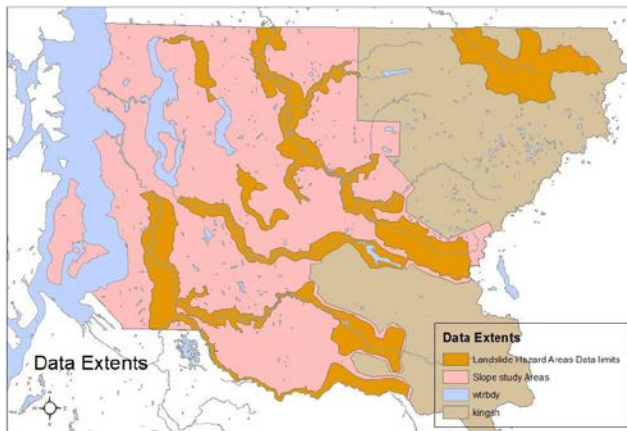 Data Extents
Data Extents
Landslide Hazard Areas Data limits
Slope study Areas
wtrbdy
kingsh